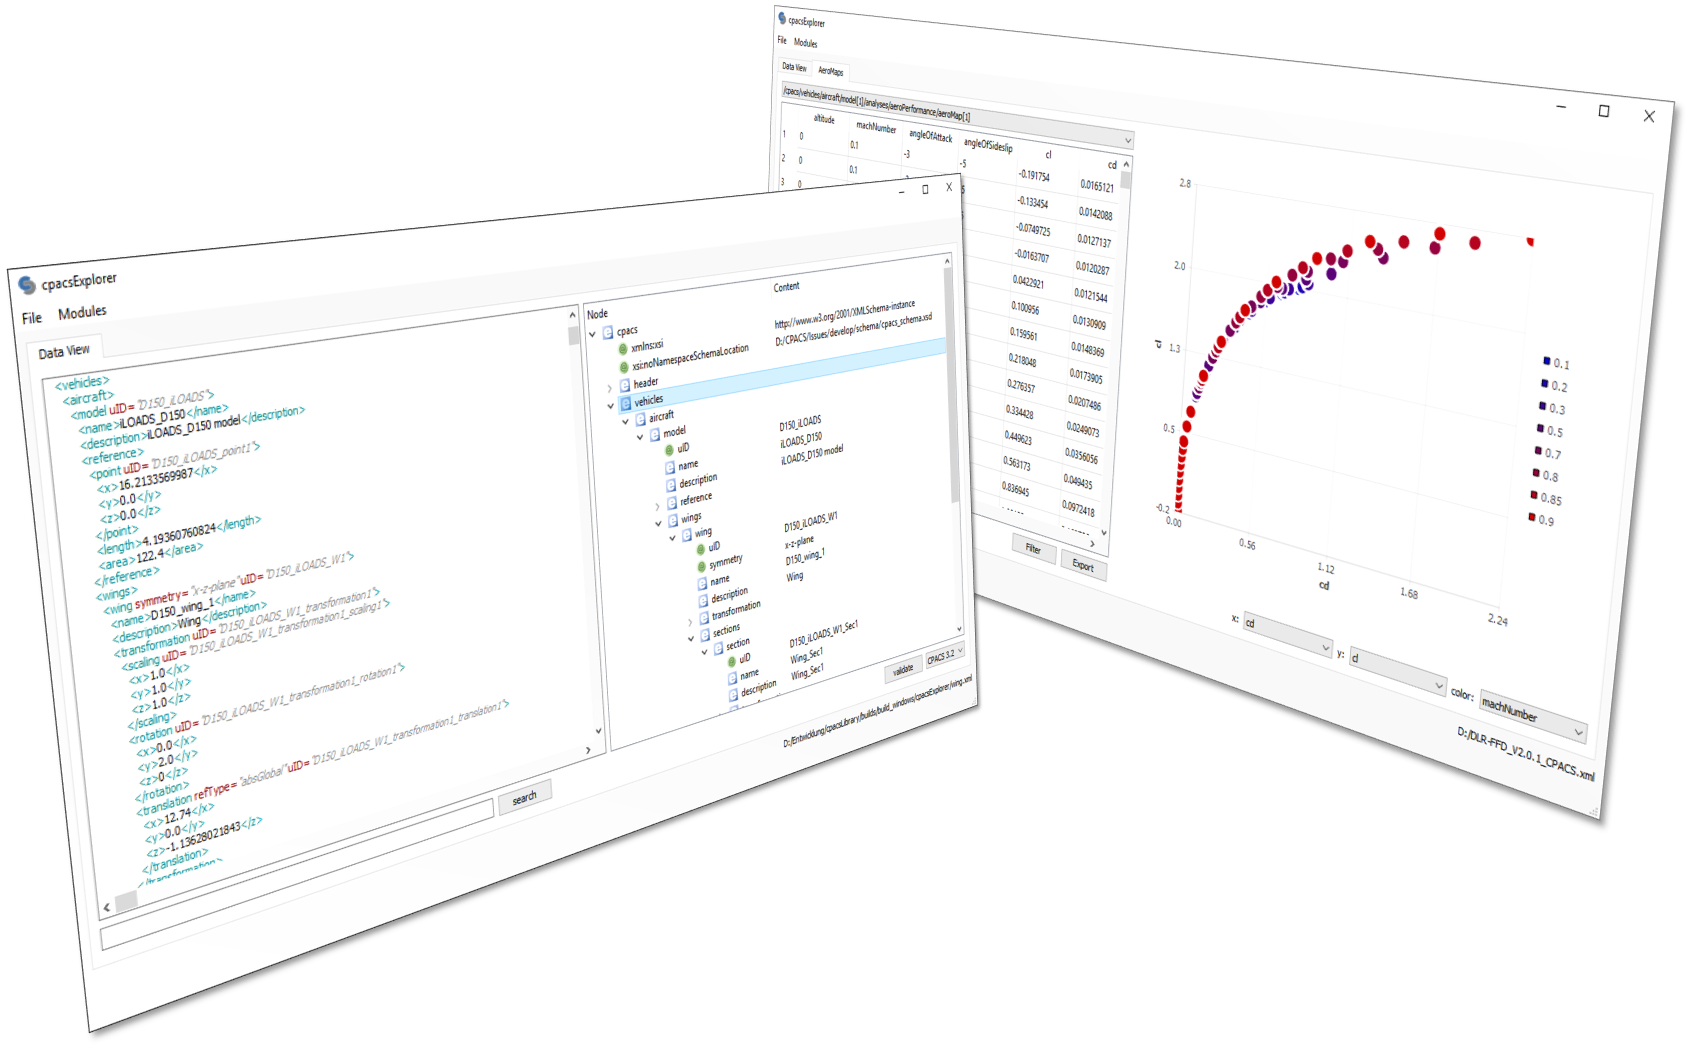 cpacsExplorer
File Modules
Data View AeroMaps
/cpacs/vehicles/aircraft/model[1]/analyses/aeroPerformance/aeroMap[1]
altitude machNumber angleOfAttack angleOfSideslip cl cd
1 0 0.1 -3 -5 -0.191754 0.0165121
2 0 0.1 -0.133454 0.0142088
3 0 -0.0749725 0.0127137
-0.0163707 0.0120287
0.0422921 0.0121544
0.100956 0.0130909
0.159561 0.0148369
0.218048 0.0173905
0.276357 0.0207486
0.334428 0.0249073
0.449623 0.0356056
0.563173 0.049435
0.836945 0.0972418
Filter Export
2.8
2.0
1.3
0.5
-0.2
cl
0.00 0.56 1.12 1.68 2.24
cd
0.1
0.2
0.3
0.5
0.7
0.8
0.85
0.9
x: cd y: cl color: machNumber
D:/DLR-FFD_V2.0.1_CPACS.xml
cpacsExplorer
File Modules
Data View
<vehicles>
<aircraft>
<model uID="D150_iLOADS">
<name>iLOADS_D150</name>
<description>iLOADS_D150 model</description>
<reference>
<point uID="D150_iLOADS_point1">
<x>16.2133569987</x>
<y>0.0</y>
<z>0.0</z>
</point>
<length>4.19360760824</length>
<area>122.4</area>
</reference>
<wings>
<wing symmetry="x-z-plane"uID="D150_iLOADS_W1">
<name>D150_wing_1</name>
<description>Wing</description>
<transformation uID="D150_iLOADS_W1_transformation1">
<scaling uID="D150_iLOADS_W1_transformation1_scaling1">
<x>1.0</x>
<y>1.0</y>
<z>1.0</z>
</scaling>
<rotation uID="D150_iLOADS_W1_transformation1_rotation1">
<x>0.0</x>
<y>2.0</y>
<z>0</z>
</rotation>
<translation refType="absGlobal"uID="D150_iLOADS_W1_transformation1_translation1">
<x>12.74</x>
<y>0.0</y>
<z>-1.13628021843</z>
</translation>
</transformation>
search
Node Content
cpacs
xmlns:xsi http://www.w3.org/2001/XMLSchema-instance
xsi:noNamespaceSchemaLocation D:/CPACS/Issues/develop/schema/cpacs_schema.xsd
header
vehicles
aircraft
model
uID D150_iLOADS
name iLOADS_D150
description iLOADS_D150 model
reference
wings
wing
uID D150_iLOADS_W1
symmetry x-z-plane
name D150_wing_1
description Wing
transformation
sections
section
uID D150_iLOADS_W1_Sec1
name Wing_Sec1
description Wing_Sec1
validate CPACS 3.2
D:/Entwicklung/cpacsLibrary/builds/build_windows/cpacsExplorer/wing.xml